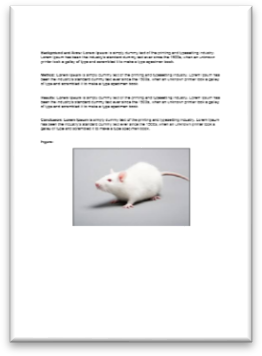 Background and Aims: Lorem Ipsum is simply dummy text of the printing and typesetting industry.
Lorem Ipsum has been the industry's standard dummy text ever since the 1500s, when an unknown
printer took a galley of type and scrambled it to make a type specimen book.
Method: Lorem Ipsum is simply dummy text of the printing and typesetting industry. Lorem Ipsum has
been the industry's standard dummy text ever since the 1500s, when an unknown printer took a galley
of type and scrambled it to make a type specimen book.
Results: Lorem Ipsum is simply dummy text of the printing and typesetting industry. Lorem Ipsum has
been the industry's standard dummy text ever since the 1500s, when an unknown printer took a galley
of type and scrambled it to make a type specimen book.
Conclusion: Lorem Ipsum is simply dummy text of the printing and typesetting industry. Lorem Ipsum
has been the industry's standard dummy text ever since the 1500s, when an unknown printer took a
galley of type and scrambled it to make a type specimen book.